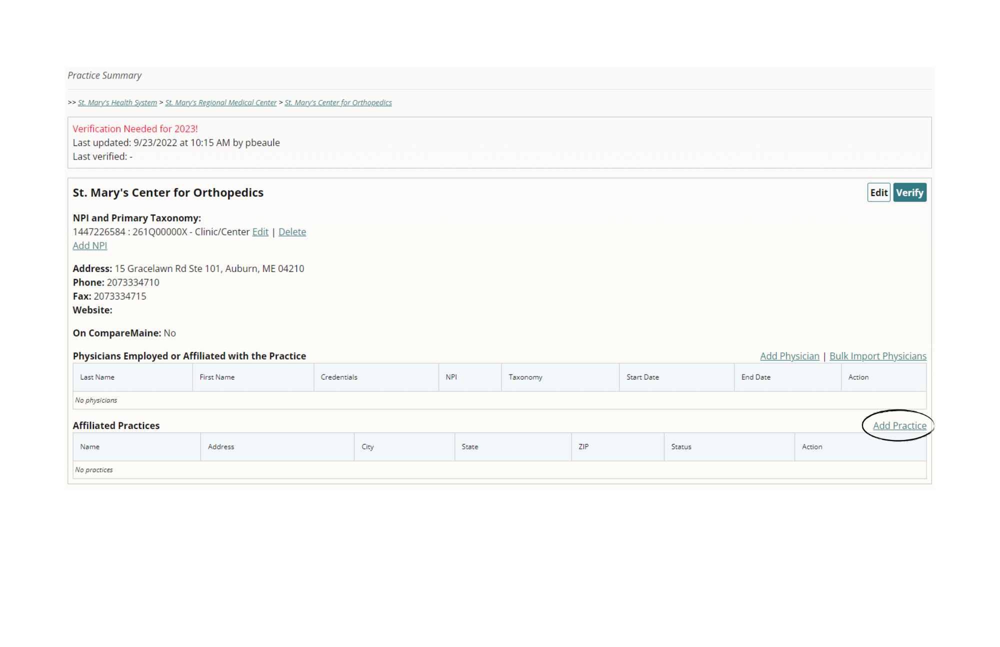 Practice Summary
>> St. Mary's Health System > St. Mary's Regional Medical Center > St. Mary's Center for Orthopedics
Verification Needed for 2023!
Last updated: 9/23/2022 at 10:15 AM by pbeaule
Last verified: -
St. Mary's Center for Orthopedics Edit Verify
NPI and Primary Taxonomy:
1447226584 : 261Q00000X - Clinic/Center Edit | Delete
Add NPI
Address: 15 Gracelawn Rd Ste 101, Auburn, ME 04210
Phone: 2073334710
Fax: 2073334715
Website:
On CompareMaine: No
Physicians Employed or Affiliated with the Practice Add Physician | Bulk Import Physicians
Last Name First Name Credentials NPI Taxonomy Start Date End Date Action
No physicians
Affiliated Practices Add Practice
Name Address City State ZIP Status Action
No practices